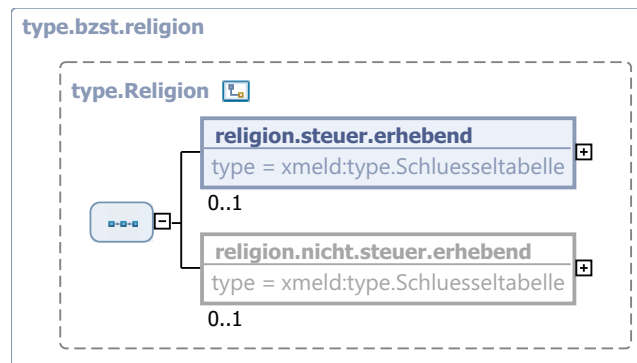 type.bzst.religion
type.Religion
religion.steuer.erhebend
type = xmeld:type.Schluesseltabelle
0..1
religion.nicht.steuer.erhebend
type = xmeld:type.Schluesseltabelle
0..1